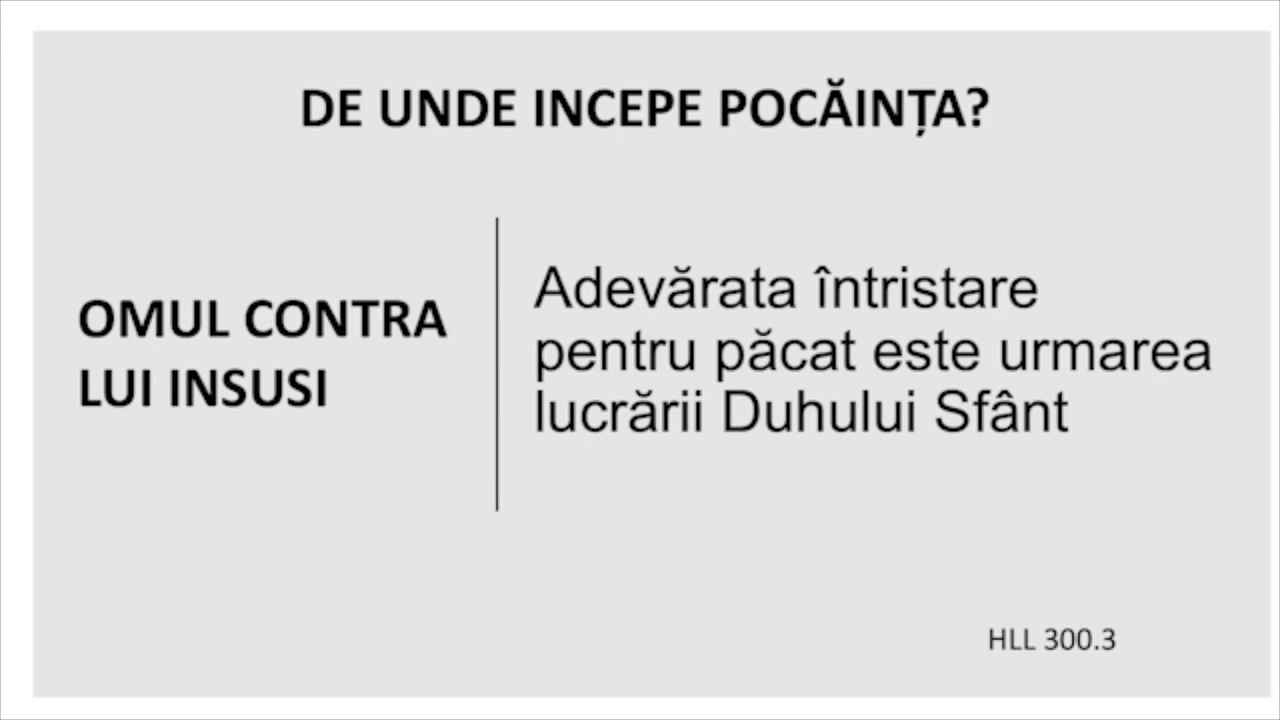 DE UNDE INCEPE POCĂINȚA?
OMUL CONTRA
LUI INSUSI
Adevărata întristare
pentru păcat este urmarea
lucrării Duhului Sfânt
HLL 300.3